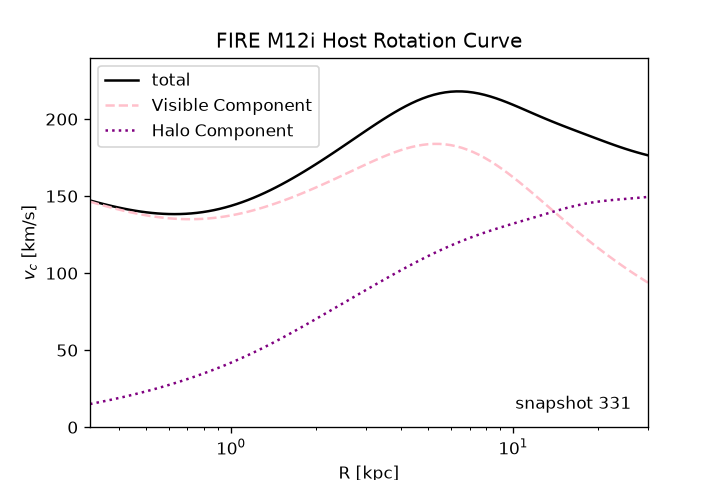 FIRE M12i Host Rotation Curve
total
Visible Component
Halo Component
v_c [km/s]
200
150
100
50
0
snapshot 331
10^0
10^1
R [kpc]